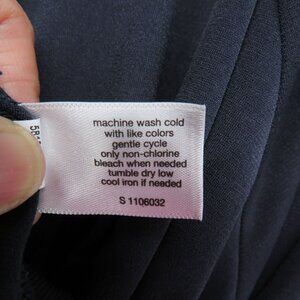 machine wash cold
with like colors
gentle cycle
only non-chlorine
bleach when needed
tumble dry low
cool iron if needed
S 1106032